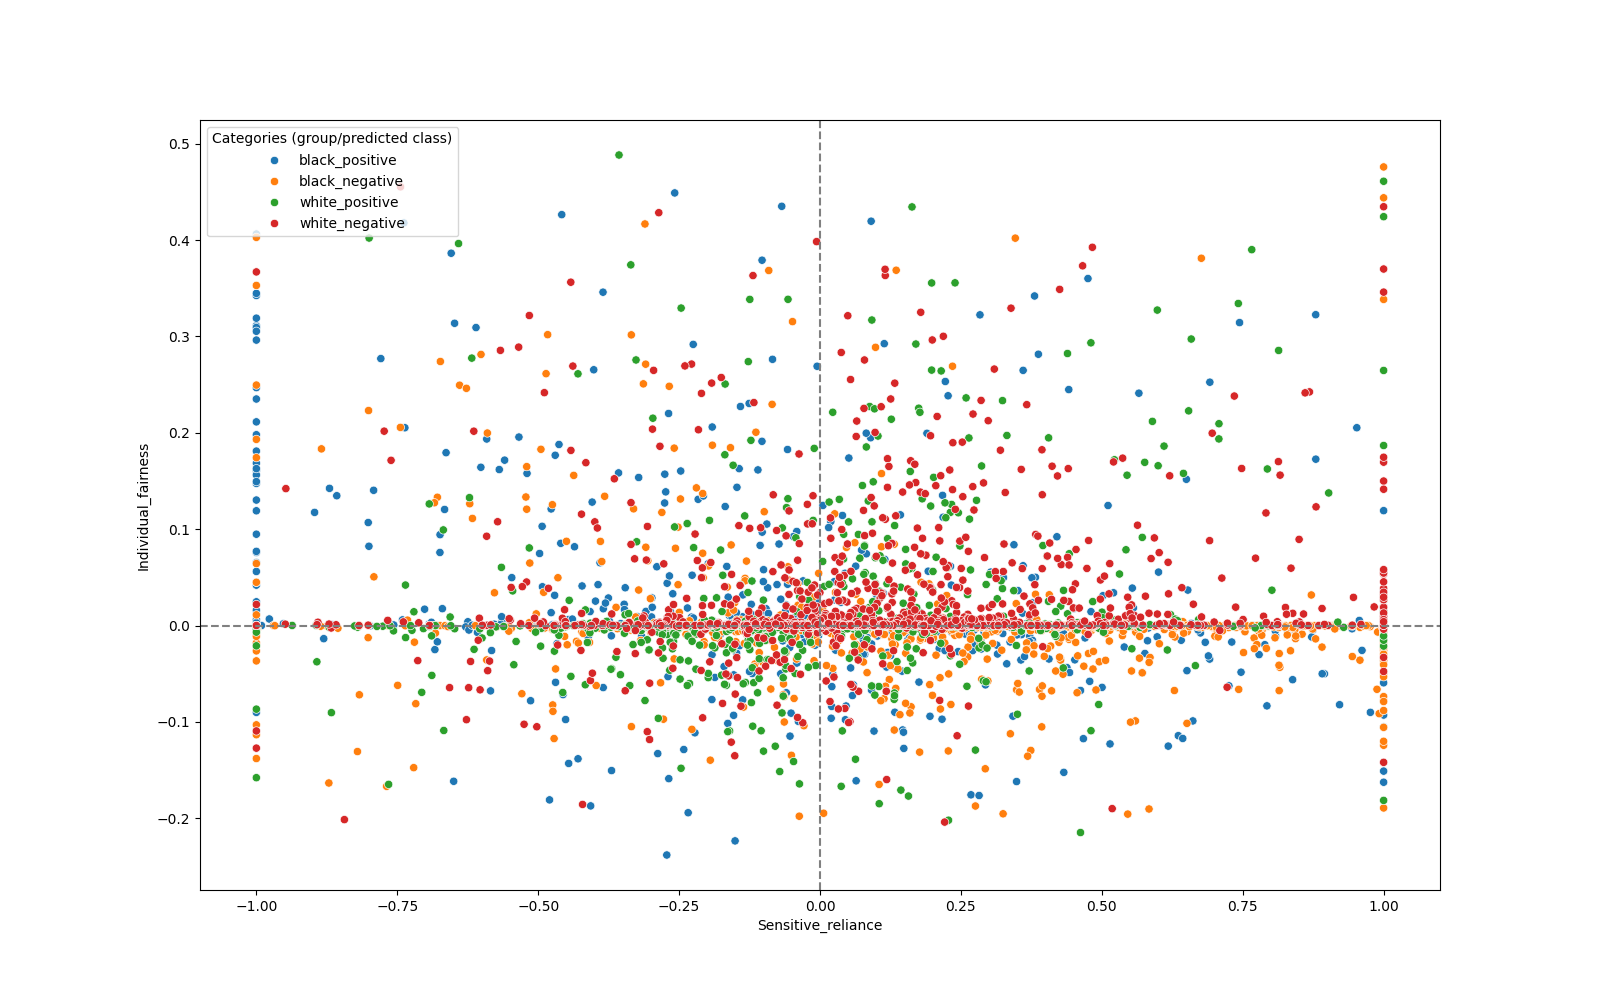 Categories (group/predicted class)
black_positive
black_negative
white_positive
white_negative
0.5
0.4
0.3
0.2
0.1
0.0
−0.1
−0.2
Individual_fairness
−1.00
−0.75
−0.50
−0.25
0.00
0.25
0.50
0.75
1.00
Sensitive_reliance